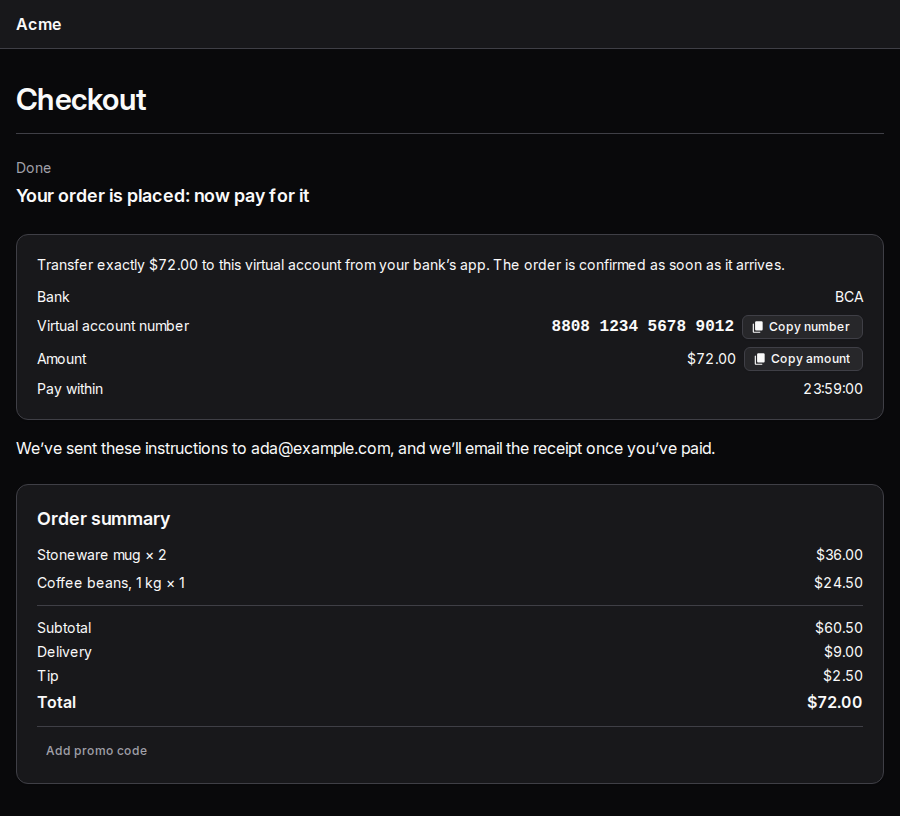 Acme
Checkout
Done
Your order is placed: now pay for it
Transfer exactly $72.00 to this virtual account from your bank’s app. The order is confirmed as soon as it arrives.
Bank BCA
Virtual account number 8808 1234 5678 9012 Copy number
Amount $72.00 Copy amount
Pay within 23:59:00
We’ve sent these instructions to ada@example.com, and we’ll email the receipt once you’ve paid.
Order summary
Stoneware mug × 2 $36.00
Coffee beans, 1 kg × 1 $24.50
Subtotal $60.50
Delivery $9.00
Tip $2.50
Total $72.00
Add promo code